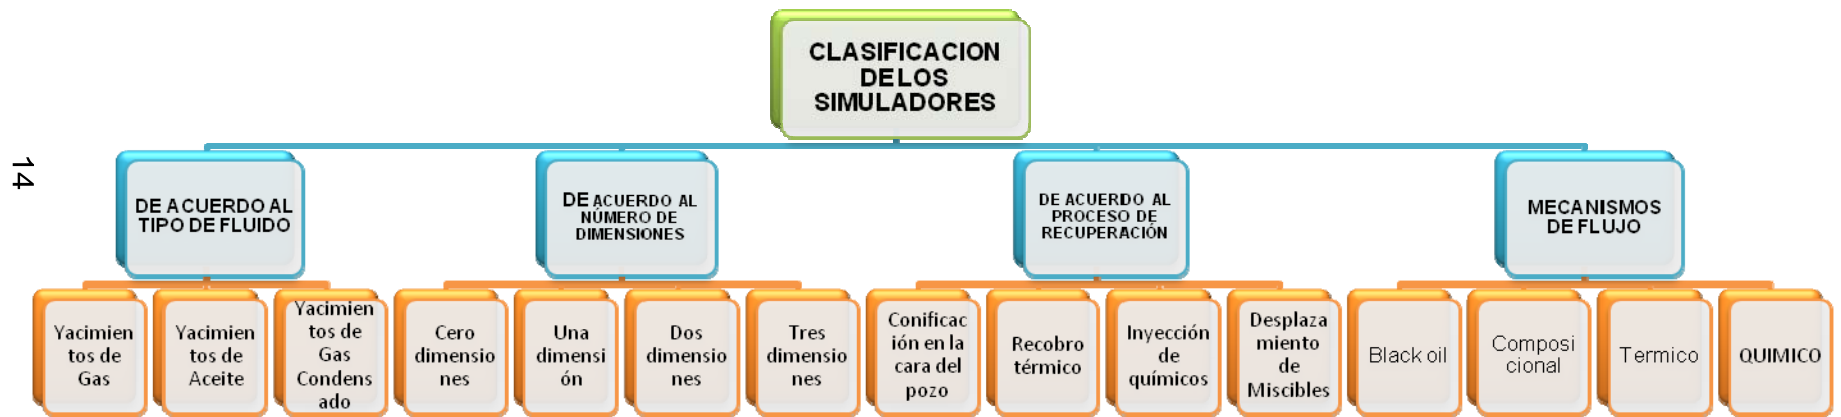 CLASIFICACION
DE LOS
SIMULADORES
14
DE ACUERDO AL
TIPO DE FLUIDO
DE ACUERDO AL
NÚMERO DE
DIMENSIONES
DE ACUERDO AL
PROCESO DE
RECUPERACIÓN
MECANISMOS
DE FLUJO
Yacimien
tos de
Gas
Yacimien
tos de
Aceite
Yacimien
tos de
Gas
Condens
ado
Cero
dimensio
nes
Una
dimensi
ón
Dos
dimensio
nes
Tres
dimensio
nes
Conificac
ión en la
cara del
pozo
Recobro
térmico
Inyección
de
químicos
Desplaza
miento
de
Miscibles
Black oil
Composi
cional
Termico
QUIMICO